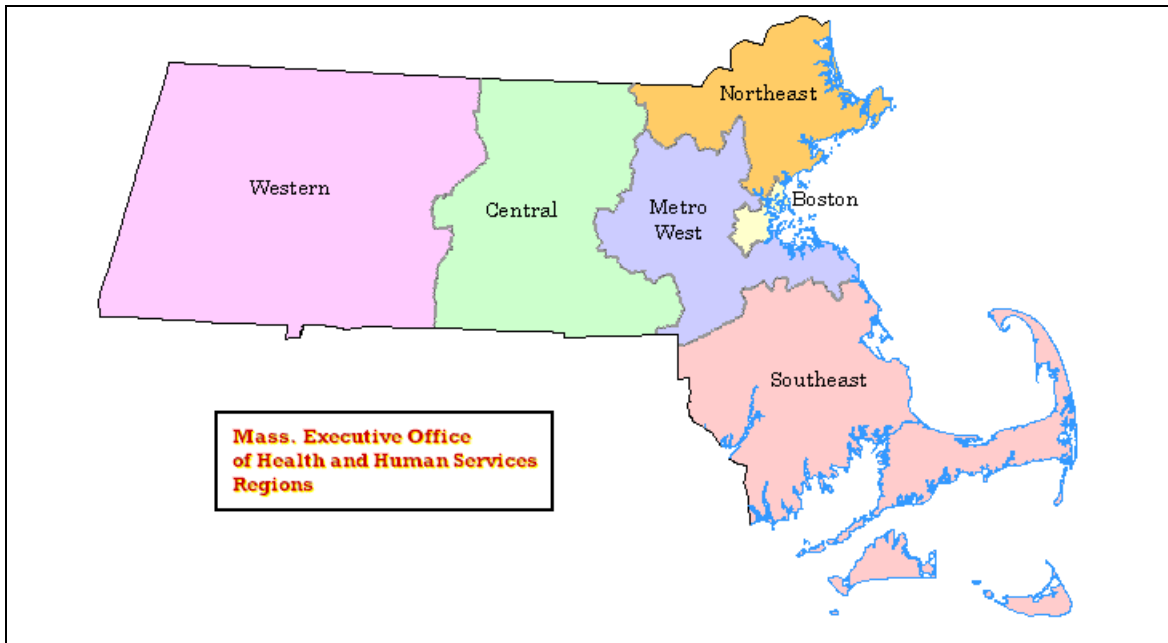 Northeast
Western
Central
Metro
West
Boston
Southeast
Mass. Executive Office
of Health and Human Services
Regions